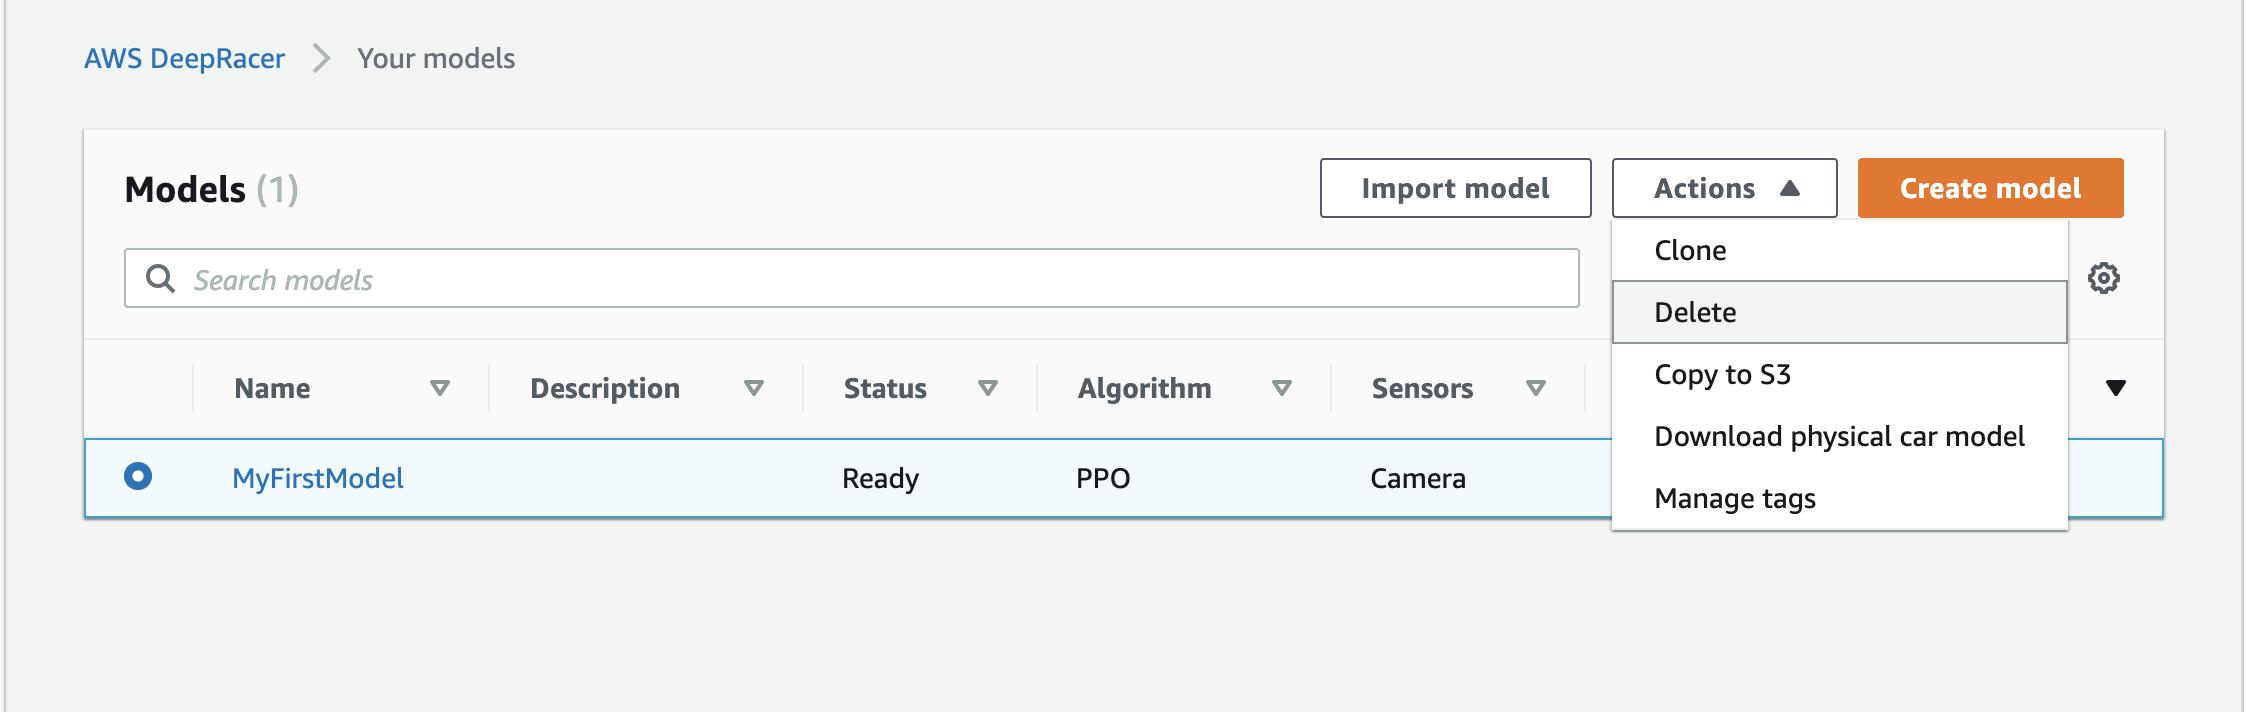 AWS DeepRacer > Your models
Models (1)
Import model
Actions
Create model
Search models
Clone
Delete
Copy to S3
Download physical car model
Manage tags
Name Description Status Algorithm Sensors
MyFirstModel Ready PPO Camera